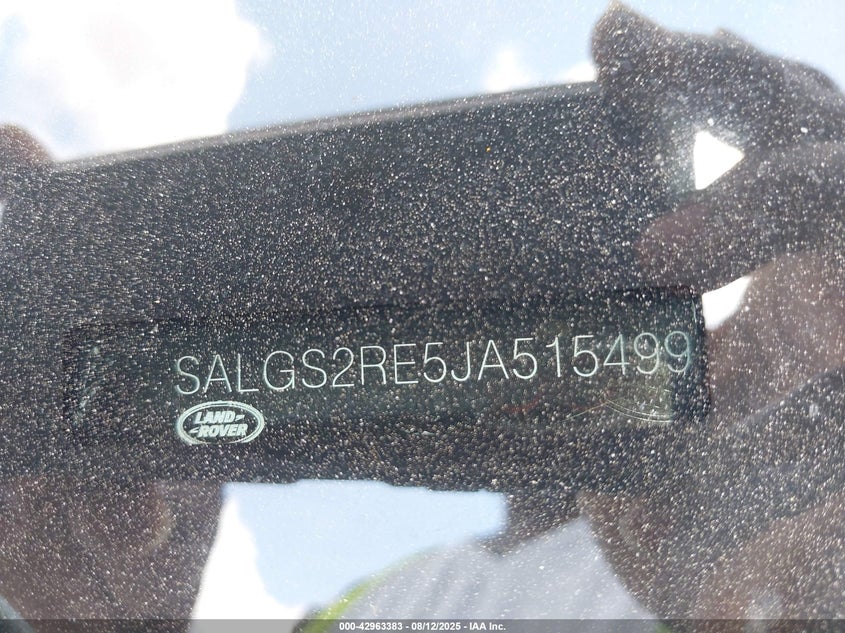 SALGS2RE5JA515499
LAND-
-ROVER
000-42963383 - 08/12/2025 - IAA Inc.